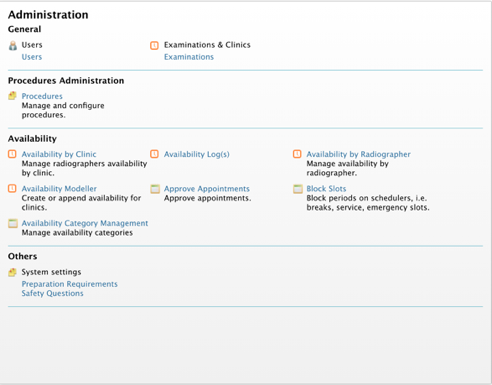 Administration
General
Users
Examinations & Clinics
Users
Examinations
Procedures Administration
Procedures
Manage and configure
procedures.
Availability
Availability by Clinic
Manage radiographers availability
by clinic.
Availability Log(s)
Availability by Radiographer
Manage availability by
radiographer.
Availability Modeller
Create or append availability for
clinics.
Approve Appointments
Approve appointments.
Block Slots
Block periods on schedulers, i.e.
breaks, service, emergency slots.
Availability Category Management
Manage availability categories
Others
System settings
Preparation Requirements
Safety Questions